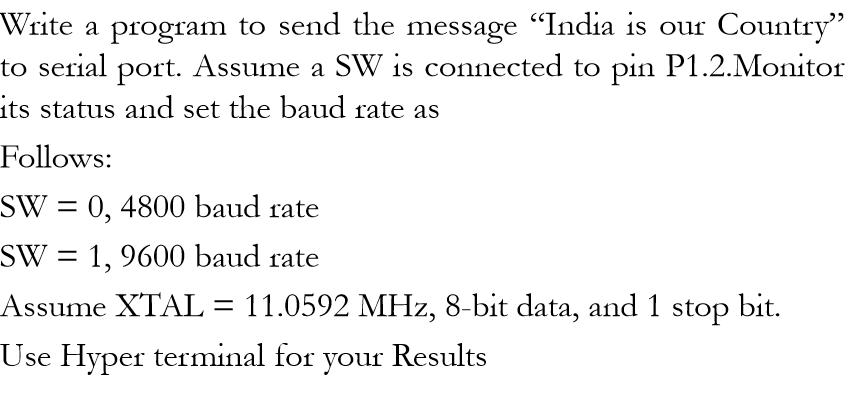 Write a program to send the message “India is our Country”
to serial port. Assume a SW is connected to pin P1.2.Monitor
its status and set the baud rate as
Follows:
SW = 0, 4800 baud rate
SW = 1, 9600 baud rate
Assume XTAL = 11.0592 MHz, 8-bit data, and 1 stop bit.
Use Hyper terminal for your Results